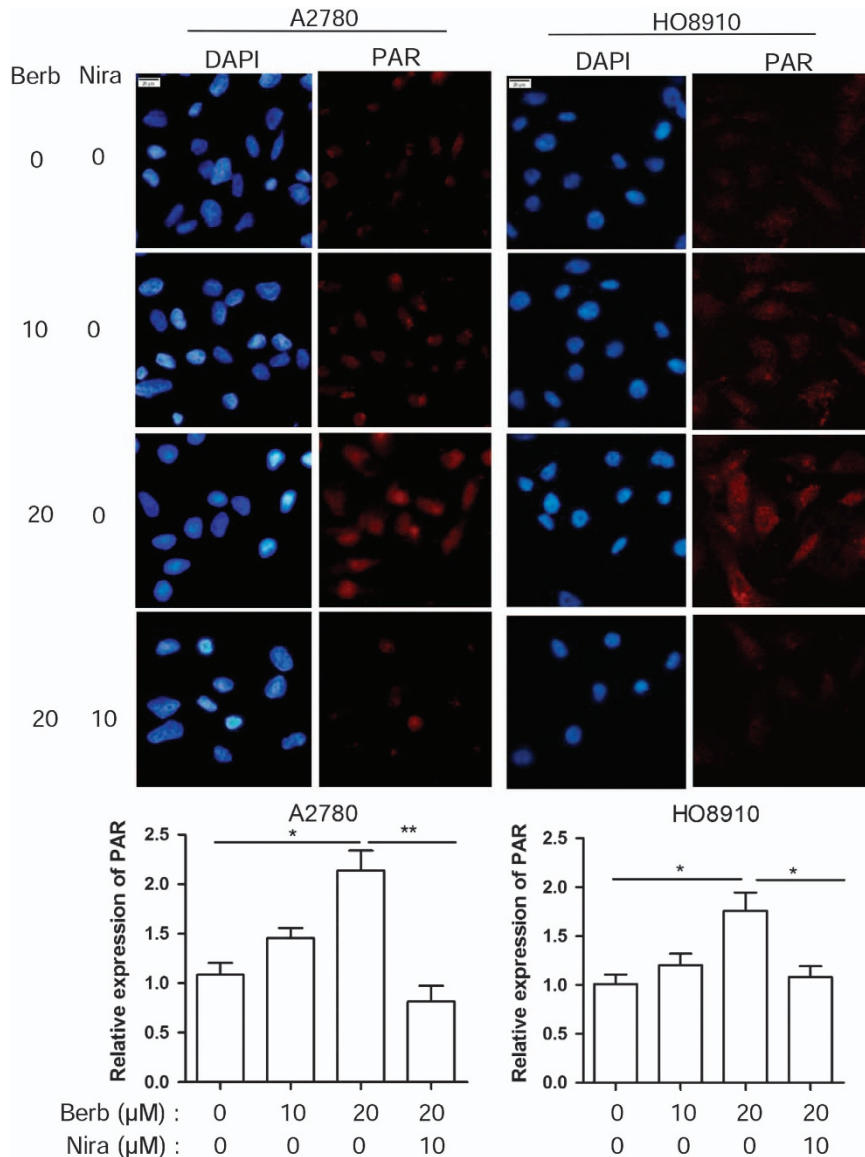 A2780 HO8910
Berb Nira DAPI PAR DAPI PAR
0 0
10 0
20 0
20 10
A2780
Relative expression of PAR
2.5
2.0
1.5
1.0
0.5
0.0
* **
HO8910
Relative expression of PAR
2.5
2.0
1.5
1.0
0.5
0.0
* *
Berb (µM) : 0 10 20 20 0 10 20 20
Nira (µM) : 0 0 0 10 0 0 0 10